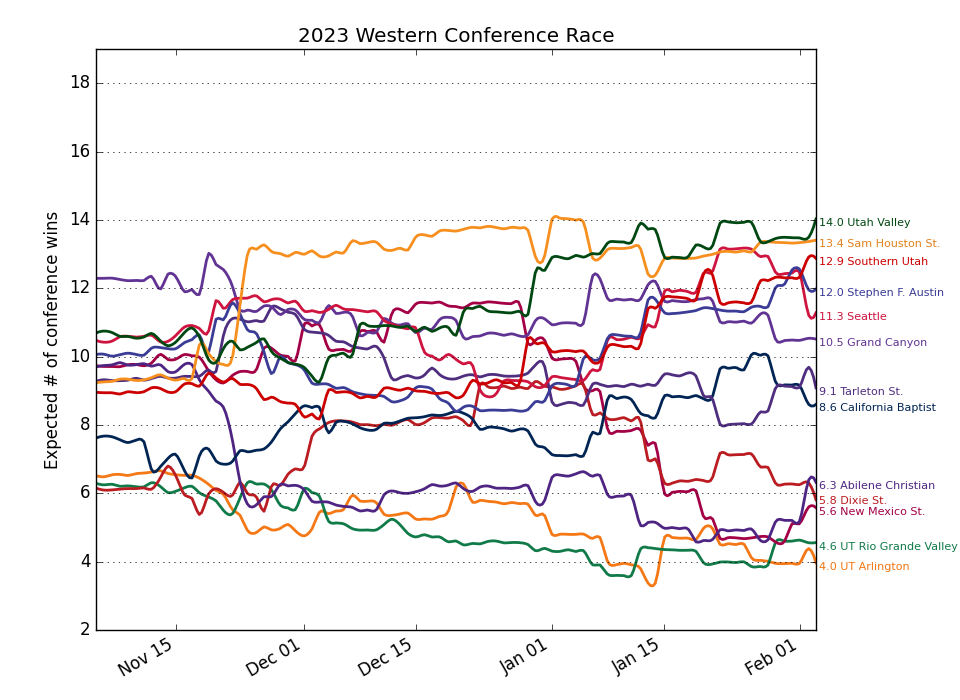 2023 Western Conference Race
Expected # of conference wins
18
16
14
12
10
8
6
4
2
Nov 15
Dec 01
Dec 15
Jan 01
Jan 15
Feb 01
14.0 Utah Valley
13.4 Sam Houston St.
12.9 Southern Utah
12.0 Stephen F. Austin
11.3 Seattle
10.5 Grand Canyon
9.1 Tarleton St.
8.6 California Baptist
6.3 Abilene Christian
5.8 Dixie St.
5.6 New Mexico St.
4.6 UT Rio Grande Valley
4.0 UT Arlington